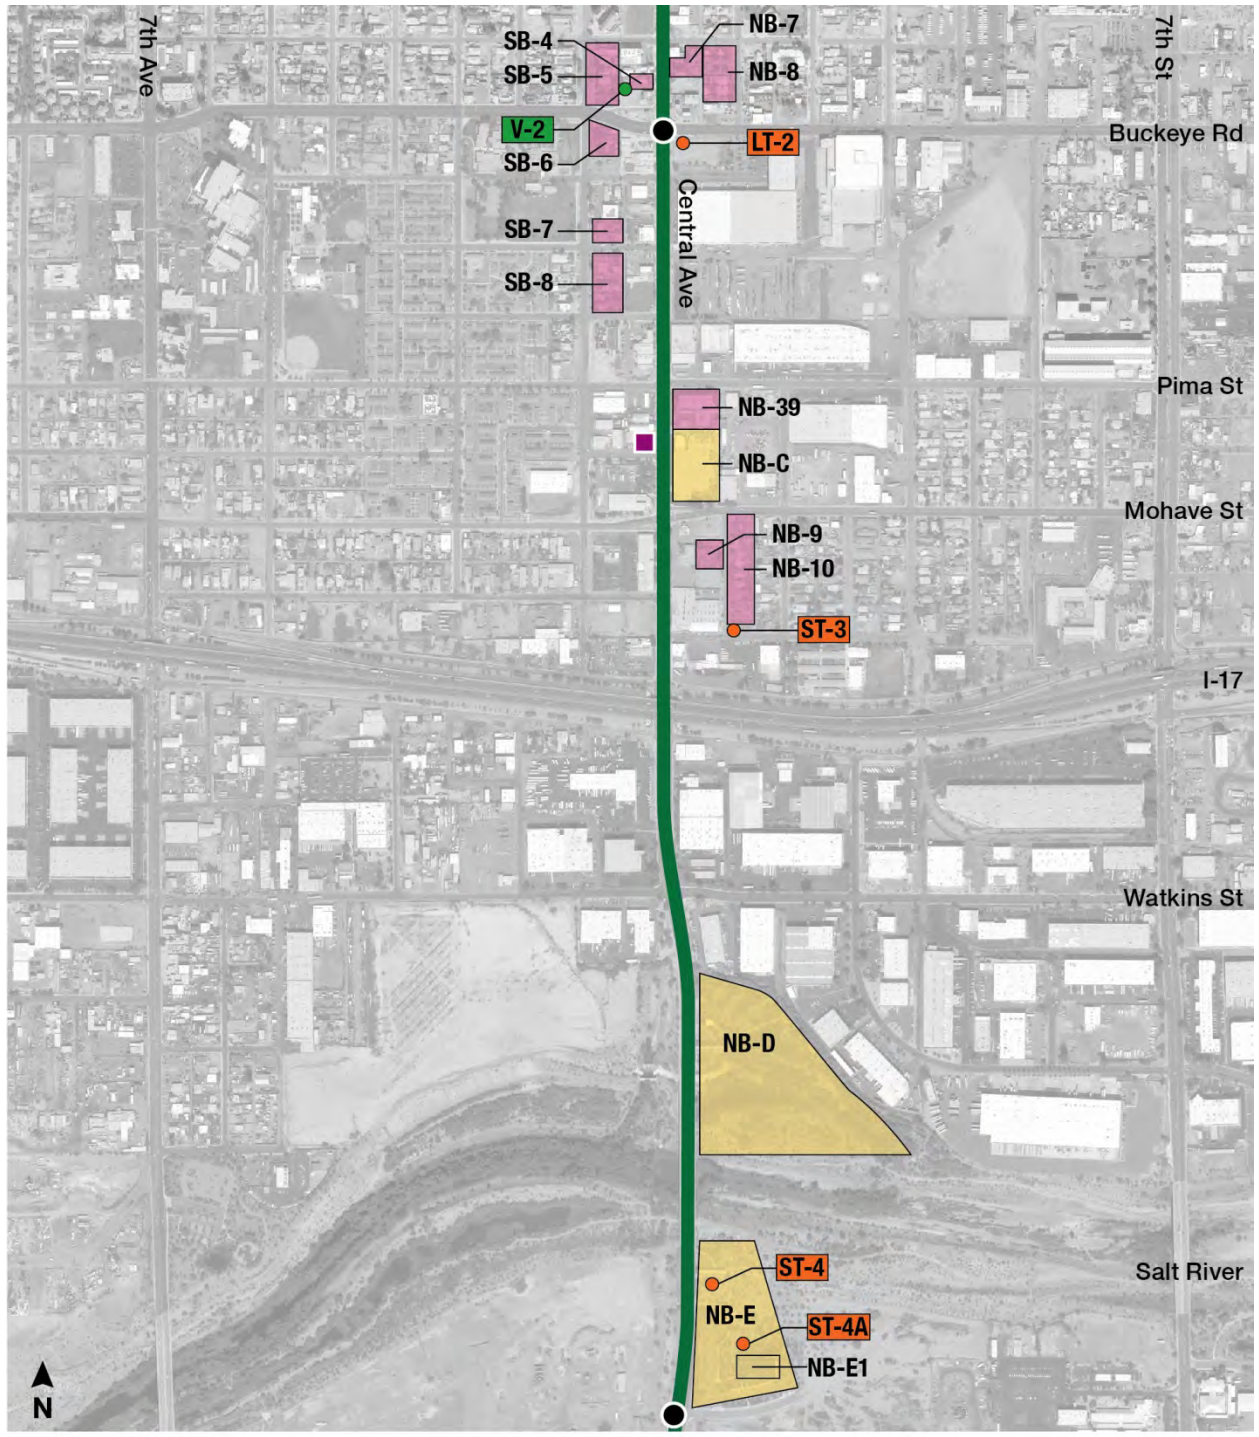 7th Ave
SB-4
SB-5
NB-7
NB-8
7th St
V-2
SB-6
LT-2
Buckeye Rd
SB-7
Central Ave
SB-8
Pima St
NB-39
NB-C
Mohave St
NB-9
NB-10
ST-3
I-17
Watkins St
NB-D
ST-4
Salt River
NB-E
ST-4A
NB-E1
N